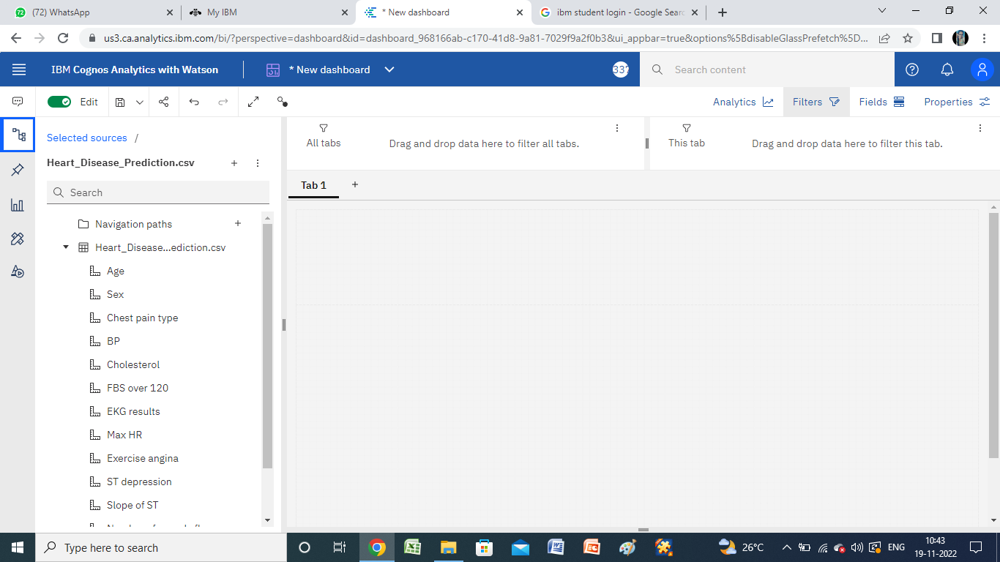 72
(72) WhatsApp
My IBM
* New dashboard
ibm student login - Google Searc
us3.ca.analytics.ibm.com/bi/?perspective=dashboard&id=dashboard_968166ab-c170-41d8-9a81-7029f9a2f0b3&ui_appbar=true&options%5BdisableGlassPrefetch%5D...
IBM Cognos Analytics with Watson
* New dashboard
337
Search content
Edit
Analytics
Filters
Fields
Properties
Selected sources /
Heart_Disease_Prediction.csv
Search
Navigation paths
Heart_Disease...ediction.csv
Age
Sex
Chest pain type
BP
Cholesterol
FBS over 120
EKG results
Max HR
Exercise angina
ST depression
Slope of ST
All tabs
Drag and drop data here to filter all tabs.
This tab
Drag and drop data here to filter this tab.
Tab 1
Type here to search
26°C
ENG
10:43
19-11-2022